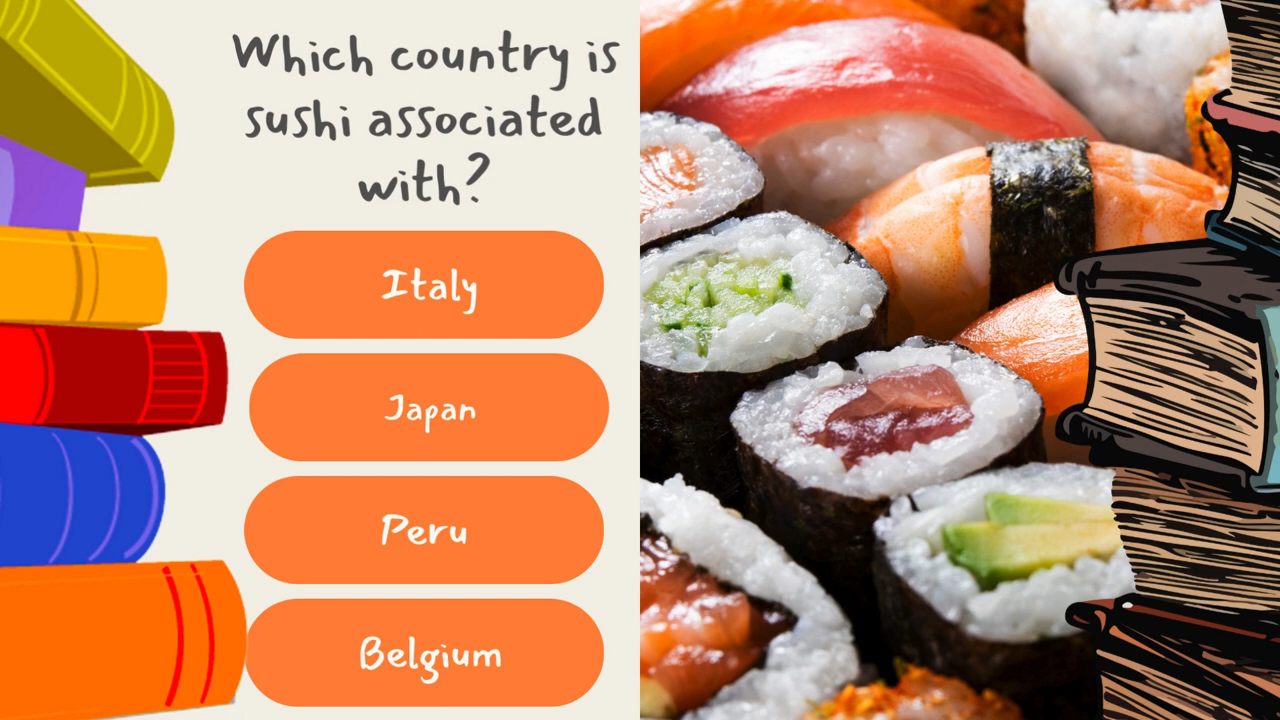 Which country is
sushi associated
with?
Italy
Japan
Peru
Belgium